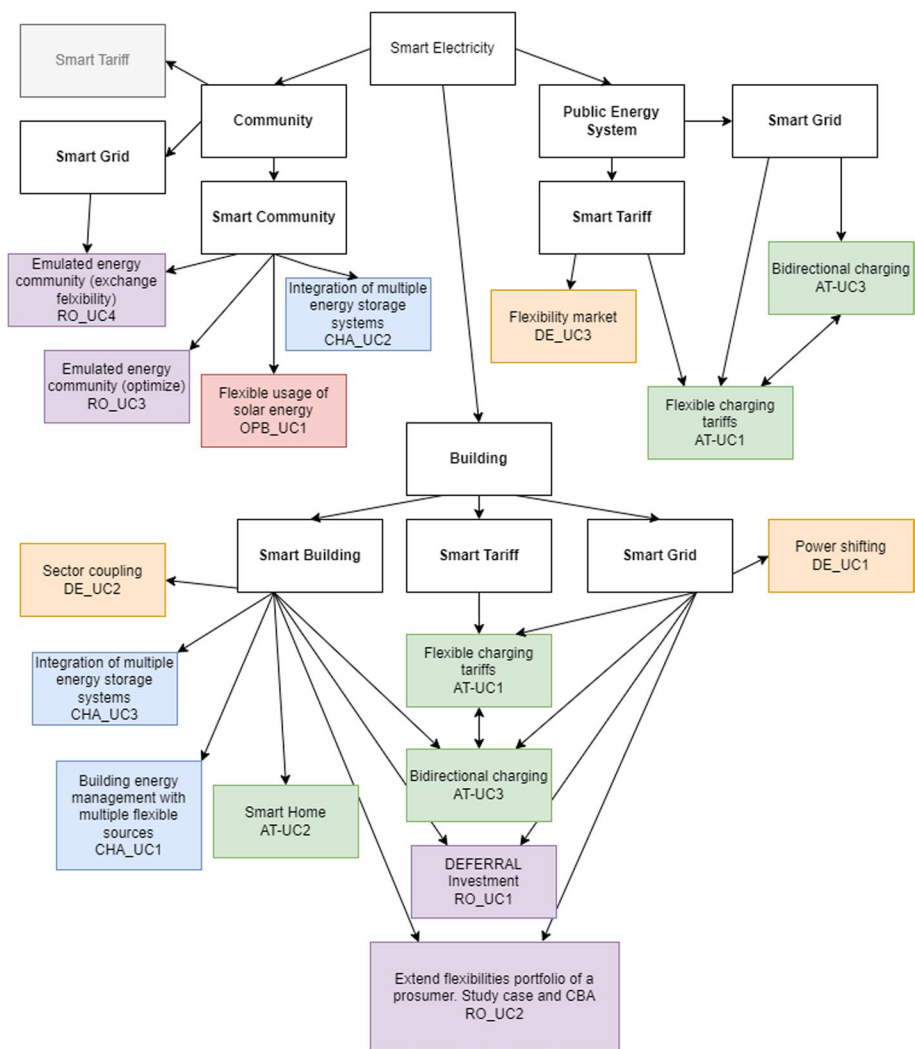 Smart Electricity
Smart Tariff
Community
Public Energy
System
Smart Grid
Smart Grid
Smart Community
Smart Tariff
Emulated energy
community (exchange
felxibility)
RO_UC4
Integration of multiple
energy storage
systems
CHA_UC2
Bidirectional charging
AT-UC3
Flexibility market
DE_UC3
Emulated energy
community (optimize)
RO_UC3
Flexible usage of
solar energy
OPB_UC1
Flexible charging
tariffs
AT-UC1
Building
Smart Building
Smart Tariff
Smart Grid
Power shifting
DE_UC1
Sector coupling
DE_UC2
Flexible charging
tariffs
AT-UC1
Integration of multiple
energy storage
systems
CHA_UC3
Bidirectional charging
AT-UC3
Building energy
management with
multiple flexible
sources
CHA_UC1
Smart Home
AT-UC2
DEFERRAL
Investment
RO_UC1
Extend flexibilities portfolio of a
prosumer. Study case and CBA
RO_UC2